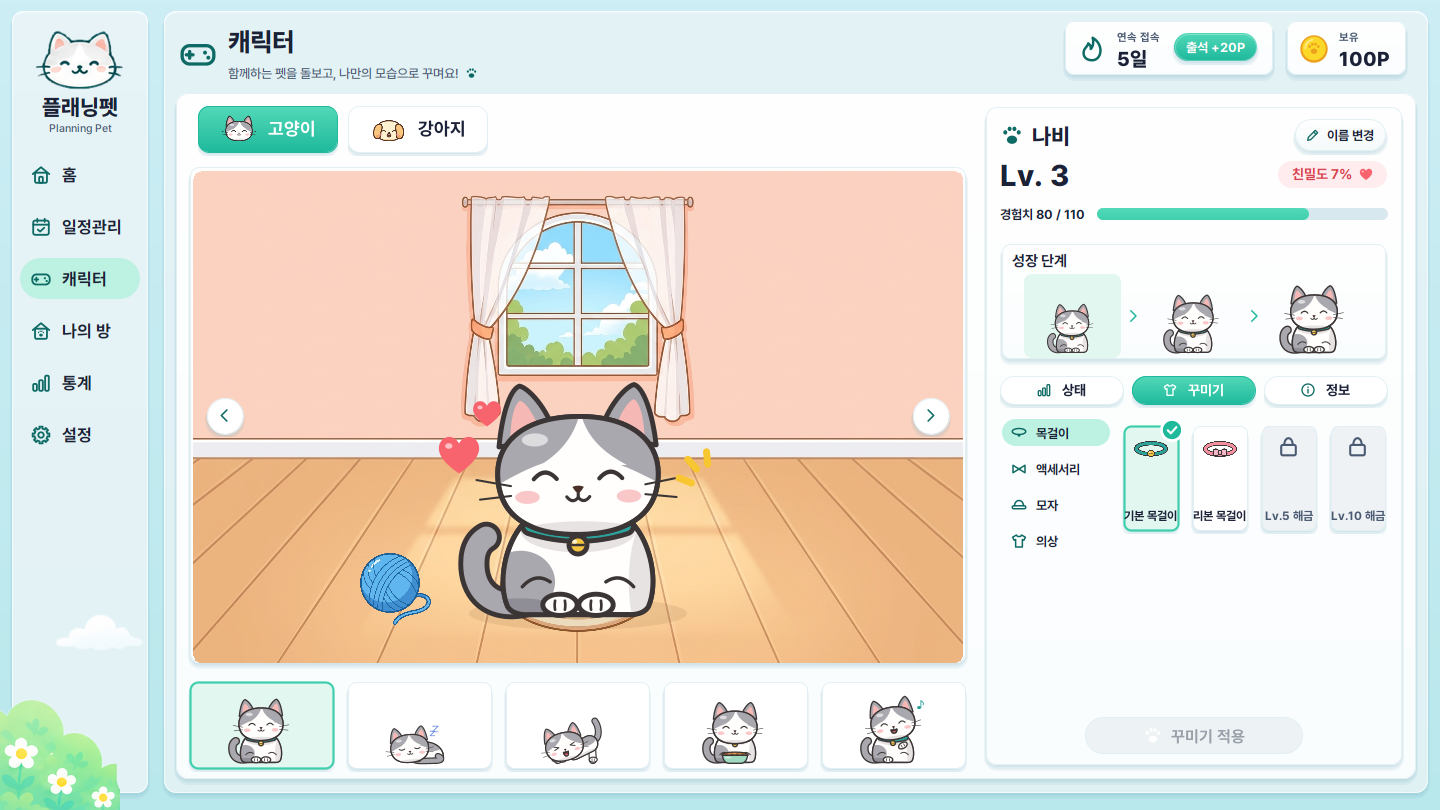 플래닝펫
Planning Pet
홈
일정관리
캐릭터
나의 방
통계
설정
캐릭터
함께하는 펫을 돌보고, 나만의 모습으로 꾸며요!
연속 접속
5일
출석 +20P
보유
100P
고양이
강아지
나비
이름 변경
Lv. 3
친밀도 7%
경험치 80 / 110
성장 단계
상태
꾸미기
정보
목걸이
액세서리
모자
의상
기본 목걸이
리본 목걸이
Lv.5 해금
Lv.10 해금
Z
꾸미기 적용